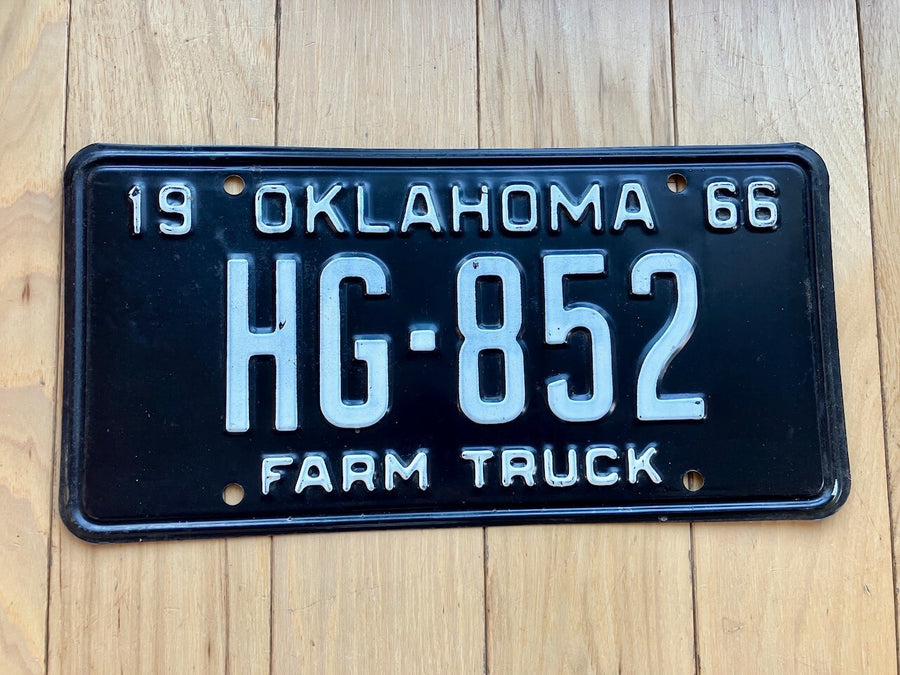 19 OKLAHOMA 66
HG-852
FARM TRUCK